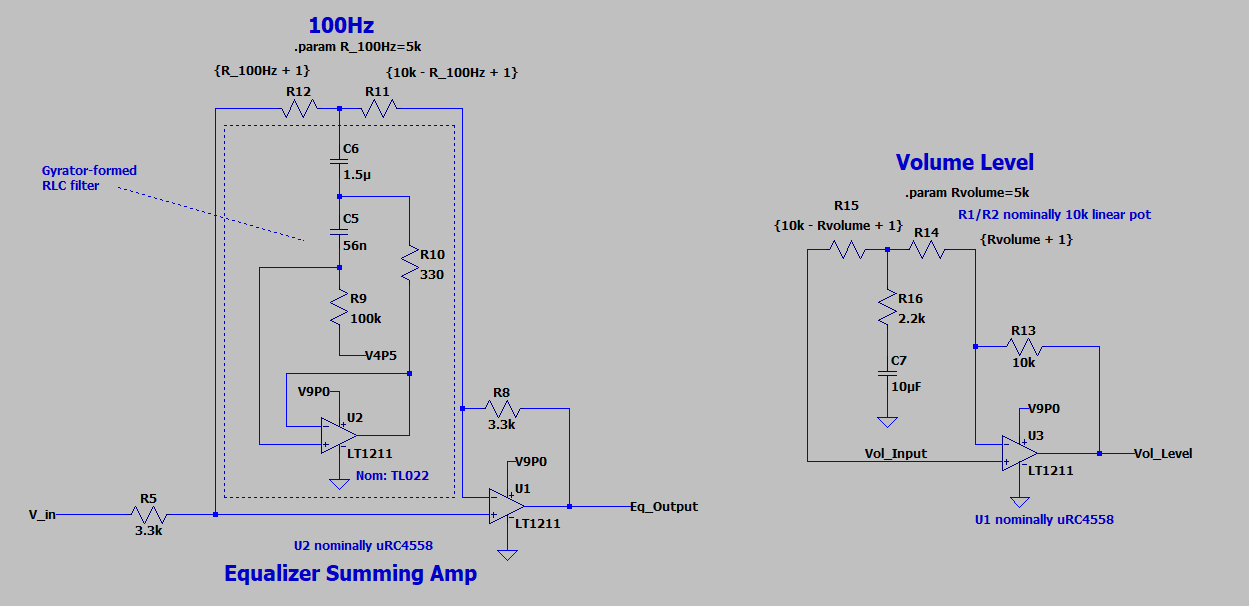 100Hz
.param R_100Hz=5k
{R_100Hz + 1}
{10k - R_100Hz + 1}
R12
R11
C6
1.5µ
Gyrator-formed
RLC filter
C5
56n
R10
330
R9
100k
V4P5
V9P0
U2
LT1211
Nom: TL022
R8
3.3k
V9P0
U1
LT1211
V_in
R5
3.3k
Eq_Output
U2 nominally uRC4558
Equalizer Summing Amp
Volume Level
.param Rvolume=5k
R1/R2 nominally 10k linear pot
R15
{10k - Rvolume + 1}
R14
{Rvolume + 1}
R16
2.2k
C7
10µF
R13
10k
V9P0
U3
LT1211
Vol_Input
Vol_Level
U1 nominally uRC4558